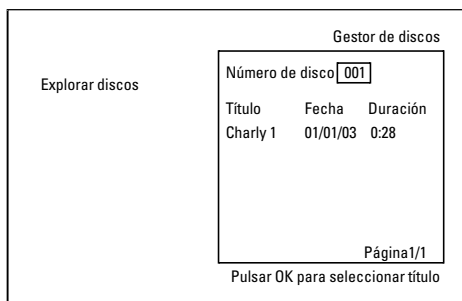 Gestor de discos
Explorar discos
Número de disco 001
Título Fecha Duración
Charly 1 01/01/03 0:28
Página1/1
Pulsar OK para seleccionar título